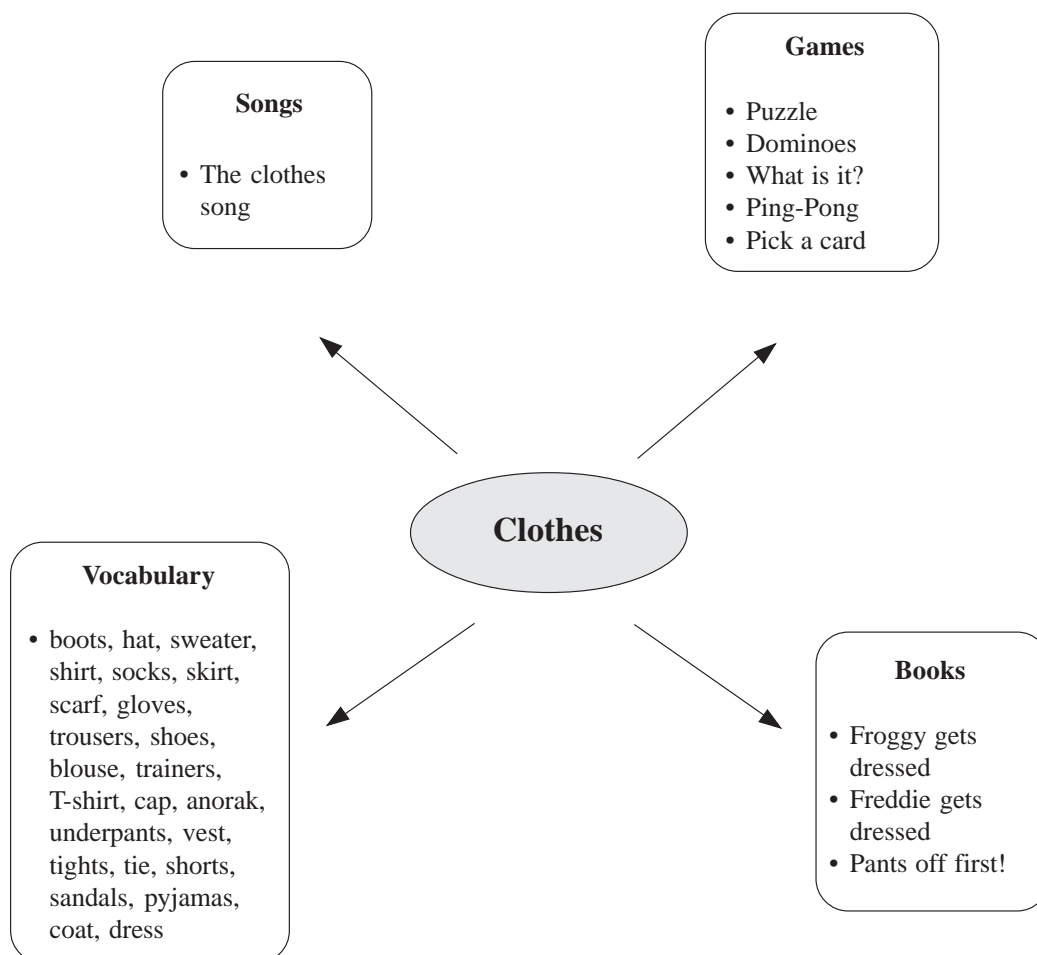 Songs
• The clothes
song
Games
• Puzzle
• Dominoes
• What is it?
• Ping-Pong
• Pick a card
Clothes
Vocabulary
• boots, hat, sweater,
shirt, socks, skirt,
scarf, gloves,
trousers, shoes,
blouse, trainers,
T-shirt, cap, anorak,
underpants, vest,
tights, tie, shorts,
sandals, pyjamas,
coat, dress
Books
• Froggy gets
dressed
• Freddie gets
dressed
• Pants off first!